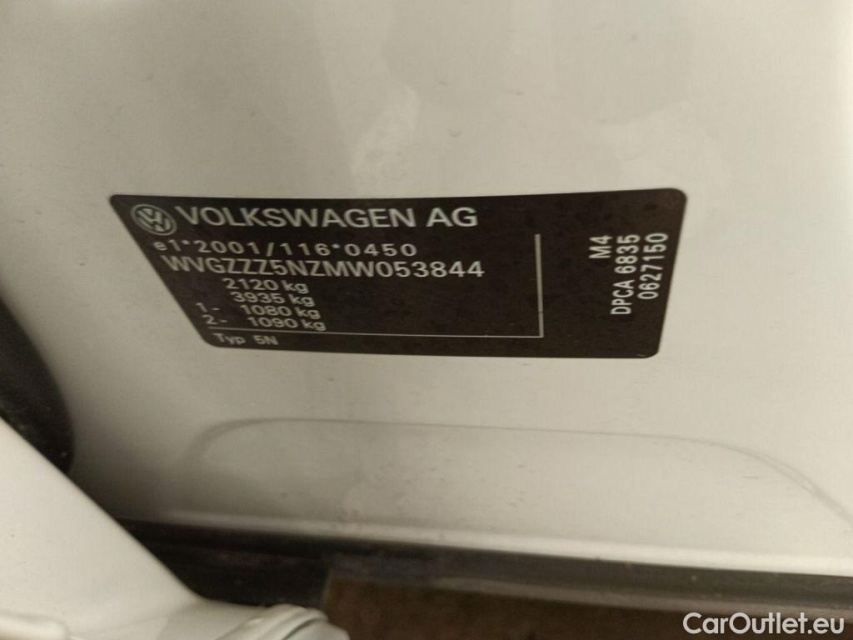 VOLKSWAGEN AG
e1*2001/116*0450
WVGZZZ5NZMW053844
2120 kg
3935 kg
1.- 1080 kg
2.- 1090 kg
Typ 5N
M4
DPCA 6835
0627150
CarOutlet.eu